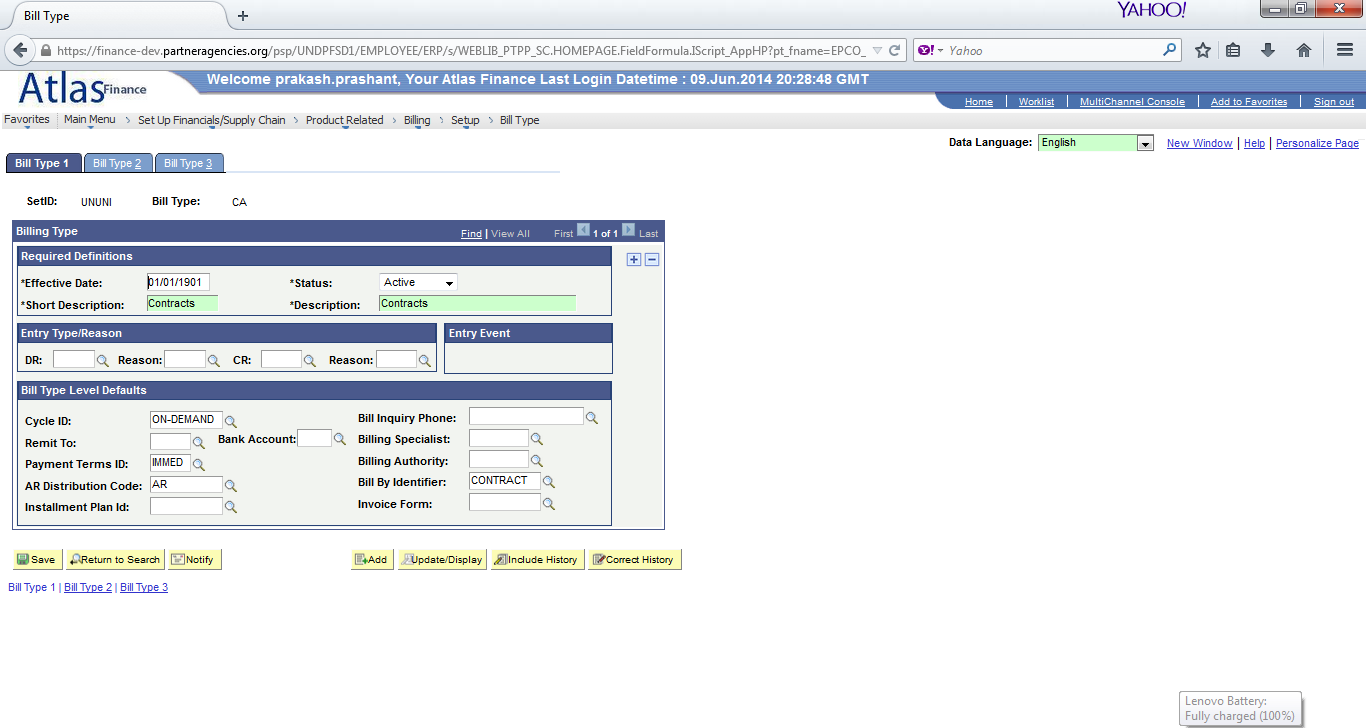 Bill Type
YAHOO!
https://finance-dev.partneragencies.org/psp/UNDPFSD1/EMPLOYEE/ERP/s/WEBLIB_PTPP_SC.HOMEPAGE.FieldFormula.IScript_AppHP?pt_fname=EPCO_
Yahoo
Atlas Finance
Welcome prakash.prashant, Your Atlas Finance Last Login Datetime : 09.Jun.2014 20:28:48 GMT
Home | Worklist | MultiChannel Console | Add to Favorites | Sign out
Favorites Main Menu > Set Up Financials/Supply Chain > Product Related > Billing > Setup > Bill Type
Data Language: English New Window | Help | Personalize Page
Bill Type 1 Bill Type 2 Bill Type 3
SetID: UNUNI Bill Type: CA
Billing Type Find | View All First 1 of 1 Last
Required Definitions
*Effective Date: 01/01/1901 *Status: Active
*Short Description: Contracts *Description: Contracts
Entry Type/Reason Entry Event
DR: Reason: CR: Reason:
Bill Type Level Defaults
Cycle ID: ON-DEMAND Bill Inquiry Phone:
Remit To: Bank Account: Billing Specialist:
Payment Terms ID: IMMED Billing Authority:
AR Distribution Code: AR Bill By Identifier: CONTRACT
Installment Plan Id: Invoice Form:
Save Return to Search Notify Add Update/Display Include History Correct History
Bill Type 1 | Bill Type 2 | Bill Type 3
Lenovo Battery:
Fully charged (100%)